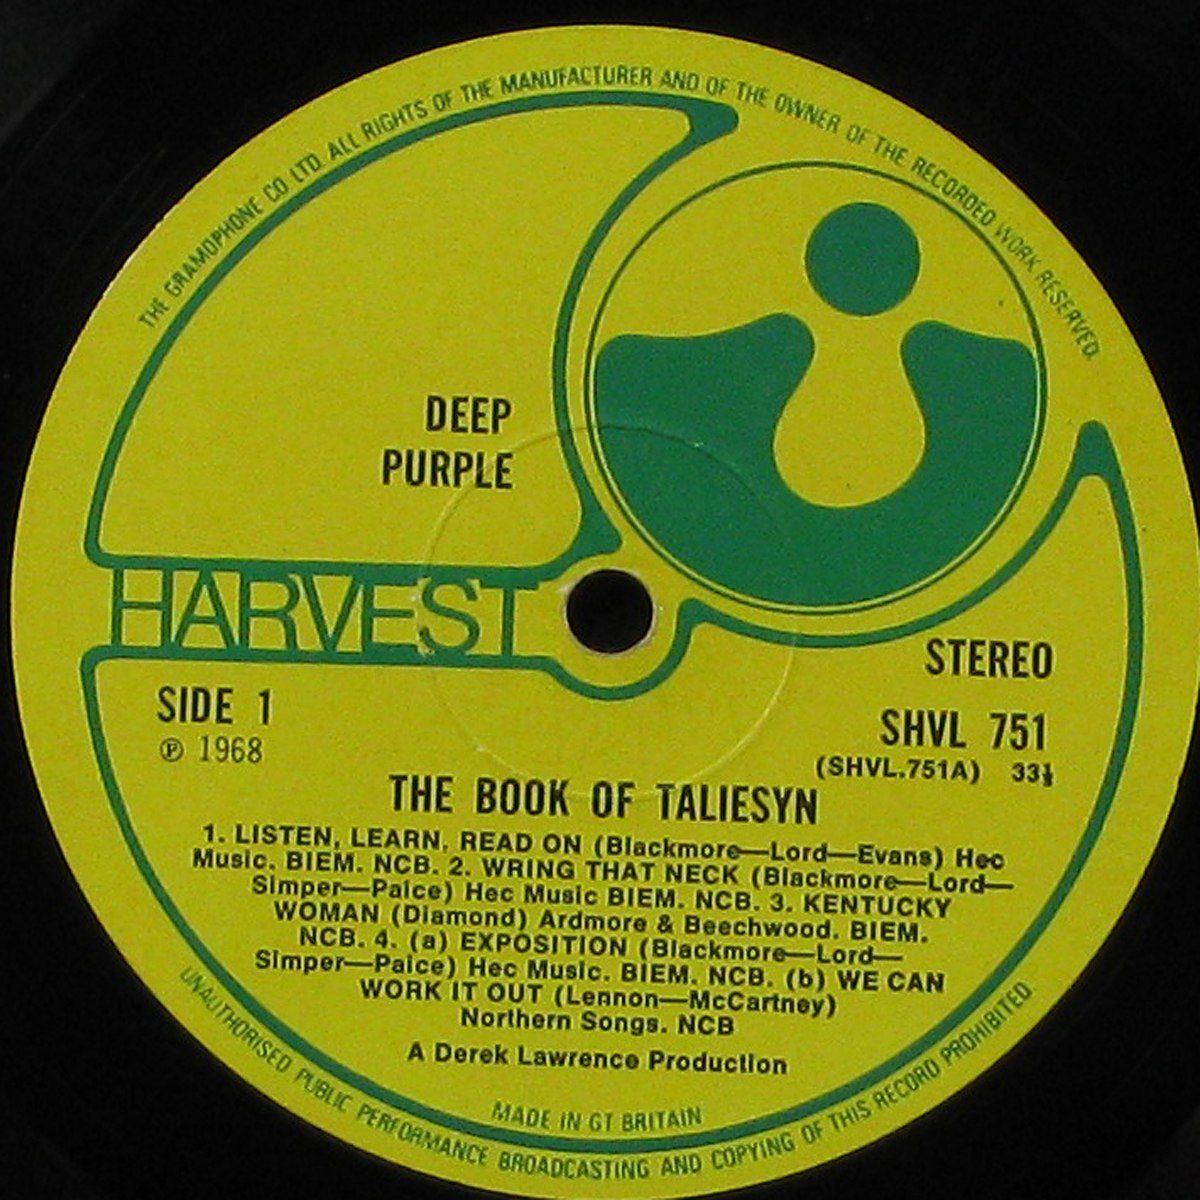 THE GRAMOPHONE CO LTD. ALL RIGHTS OF THE MANUFACTURER AND OF THE OWNER OF THE RECORDED WORK RESERVED.
DEEP
PURPLE
HARVEST
STEREO
SIDE 1
SHVL 751
℗ 1968
(SHVL.751A) 33⅓
THE BOOK OF TALIESYN
1. LISTEN, LEARN, READ ON (Blackmore—Lord—Evans) Hec
Music. BIEM. NCB. 2. WRING THAT NECK (Blackmore—Lord—
Simper—Paice) Hec Music BIEM. NCB. 3. KENTUCKY
WOMAN (Diamond) Ardmore & Beechwood. BIEM.
NCB. 4. (a) EXPOSITION (Blackmore—Lord—
Simper—Paice) Hec Music. BIEM. NCB. (b) WE CAN
WORK IT OUT (Lennon—McCartney)
Northern Songs. NCB
A Derek Lawrence Production
MADE IN GT BRITAIN
UNAUTHORISED PUBLIC PERFORMANCE BROADCASTING AND COPYING OF THIS RECORD PROHIBITED.